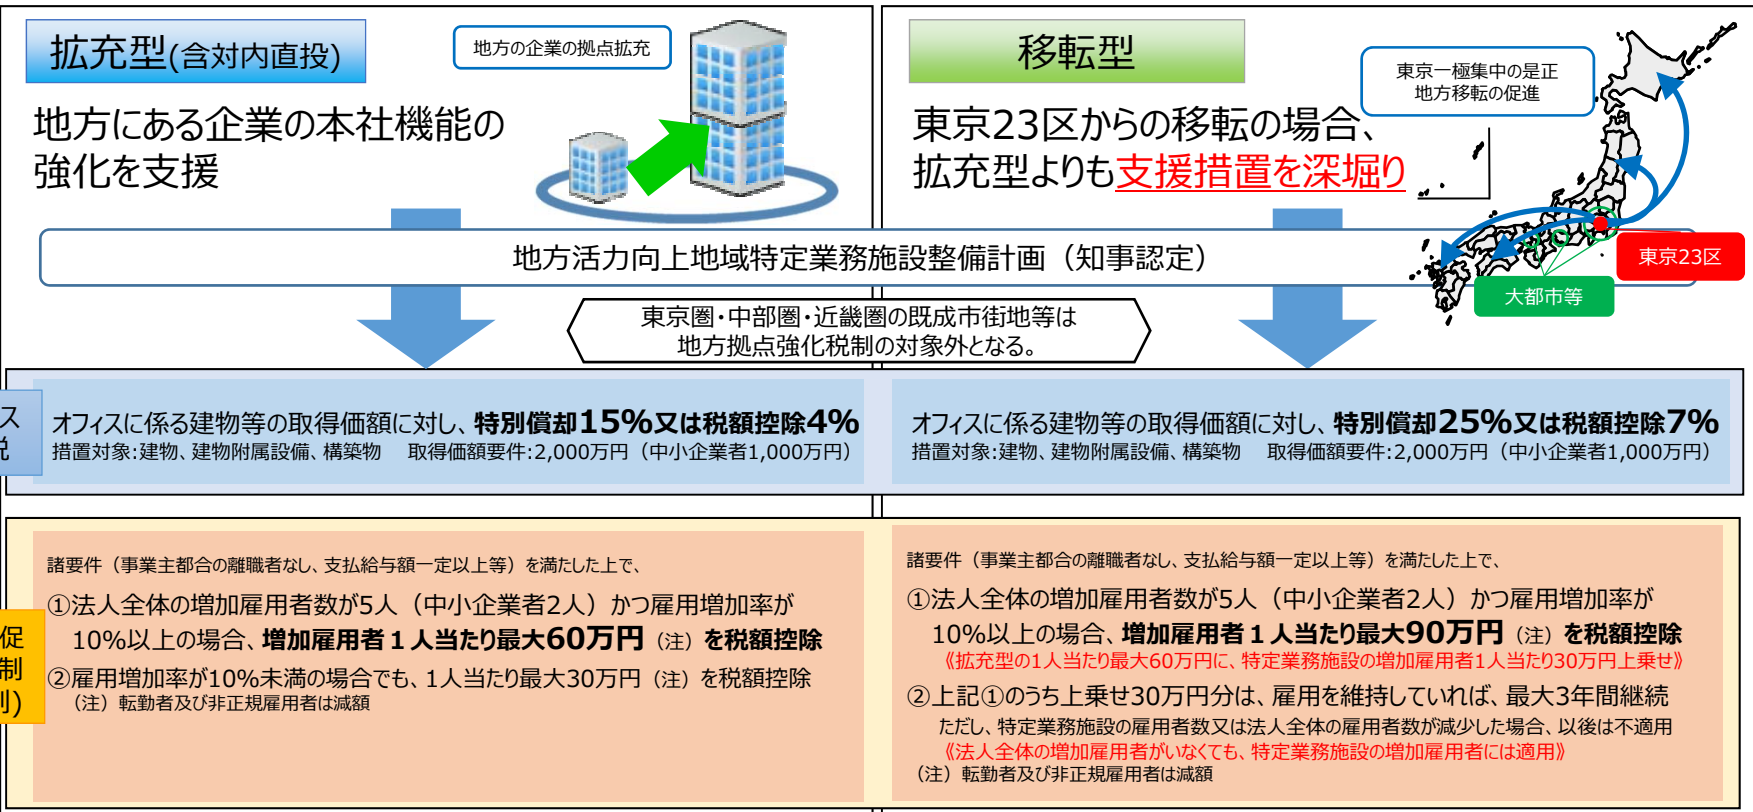 拡充型(含対内直投)
地方の企業の拠点拡充
地方にある企業の本社機能の
強化を支援
移転型
東京一極集中の是正
地方移転の促進
東京23区からの移転の場合、
拡充型よりも支援措置を深堀り
地方活力向上地域特定業務施設整備計画（知事認定）
東京23区
大都市等
東京圏・中部圏・近畿圏の既成市街地等は
地方拠点強化税制の対象外となる。
ス
税
オフィスに係る建物等の取得価額に対し、特別償却15%又は税額控除4%
措置対象:建物、建物附属設備、構築物　取得価額要件:2,000万円（中小企業者1,000万円）
オフィスに係る建物等の取得価額に対し、特別償却25%又は税額控除7%
措置対象:建物、建物附属設備、構築物　取得価額要件:2,000万円（中小企業者1,000万円）
促
制
諸要件（事業主都合の離職者なし、支払給与額一定以上等）を満たした上で、
①法人全体の増加雇用者数が5人（中小企業者2人）かつ雇用増加率が
10%以上の場合、増加雇用者１人当たり最大60万円（注）を税額控除
②雇用増加率が10%未満の場合でも、1人当たり最大30万円（注）を税額控除
（注）転勤者及び非正規雇用者は減額
諸要件（事業主都合の離職者なし、支払給与額一定以上等）を満たした上で、
①法人全体の増加雇用者数が5人（中小企業者2人）かつ雇用増加率が
10%以上の場合、増加雇用者１人当たり最大90万円（注）を税額控除
《拡充型の1人当たり最大60万円に、特定業務施設の増加雇用者1人当たり30万円上乗せ》
②上記①のうち上乗せ30万円分は、雇用を維持していれば、最大3年間継続
ただし、特定業務施設の雇用者数又は法人全体の雇用者数が減少した場合、以後は不適用
《法人全体の増加雇用者がいなくても、特定業務施設の増加雇用者には適用》
（注）転勤者及び非正規雇用者は減額